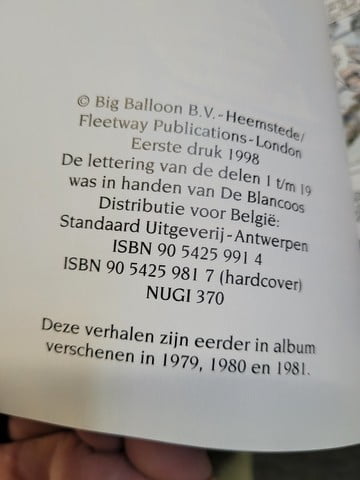 © Big Balloon B.V.-Heemstede/
Fleetway Publications-London
Eerste druk 1998
De lettering van de delen 1 t/m 19
was in handen van De Blancoos
Distributie voor België:
Standaard Uitgeverij-Antwerpen
ISBN 90 5425 991 4
ISBN 90 5425 981 7 (hardcover)
NUGI 370
Deze verhalen zijn eerder in album
verschenen in 1979, 1980 en 1981.